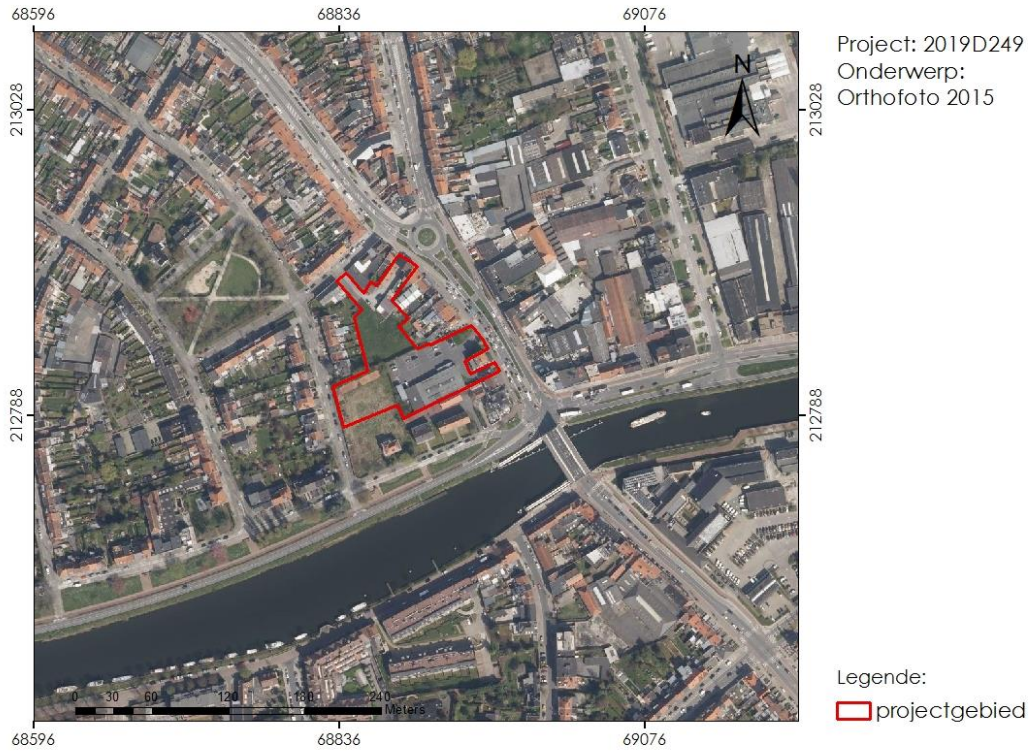 68596 68836 69076
Project: 2019D249
Onderwerp:
Orthofoto 2015
N
213028 213028
212788 212788
Legende:
projectgebied
0 30 60 120 180 240
Meters
68596 68836 69076